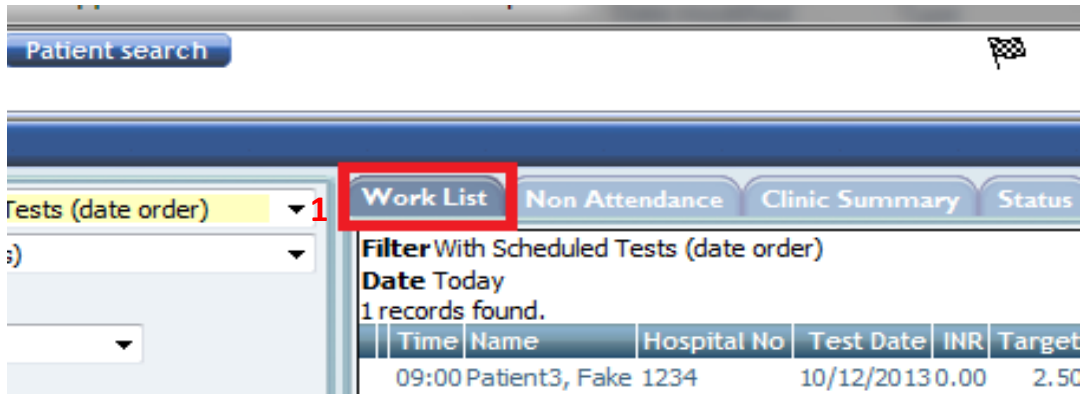 Patient search
Tests (date order)
1
s)
Work List
Non Attendance
Clinic Summary
Status
Filter With Scheduled Tests (date order)
Date Today
1 records found.
Time Name Hospital No Test Date INR Target
09:00 Patient3, Fake 1234 10/12/2013 0.00 2.50